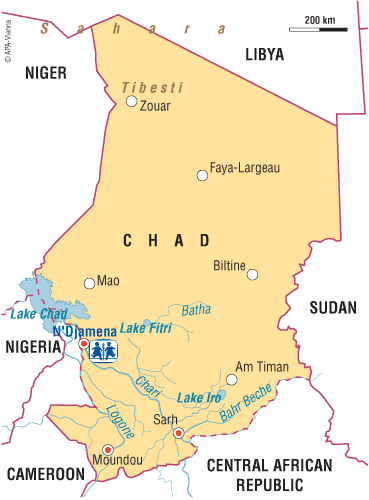 Sahara
200 km
© APA-Vienna
LIBYA
NIGER
Tibesti
Zouar
Faya-Largeau
CHAD
Biltine
Mao
Lake Chad
Batha
SUDAN
Lake Fitri
N'Djamena
NIGERIA
Chari
Am Timan
Lake Iro
Bahr Beche
Logone
Sarh
Moundou
CAMEROON
CENTRAL AFRICAN
REPUBLIC